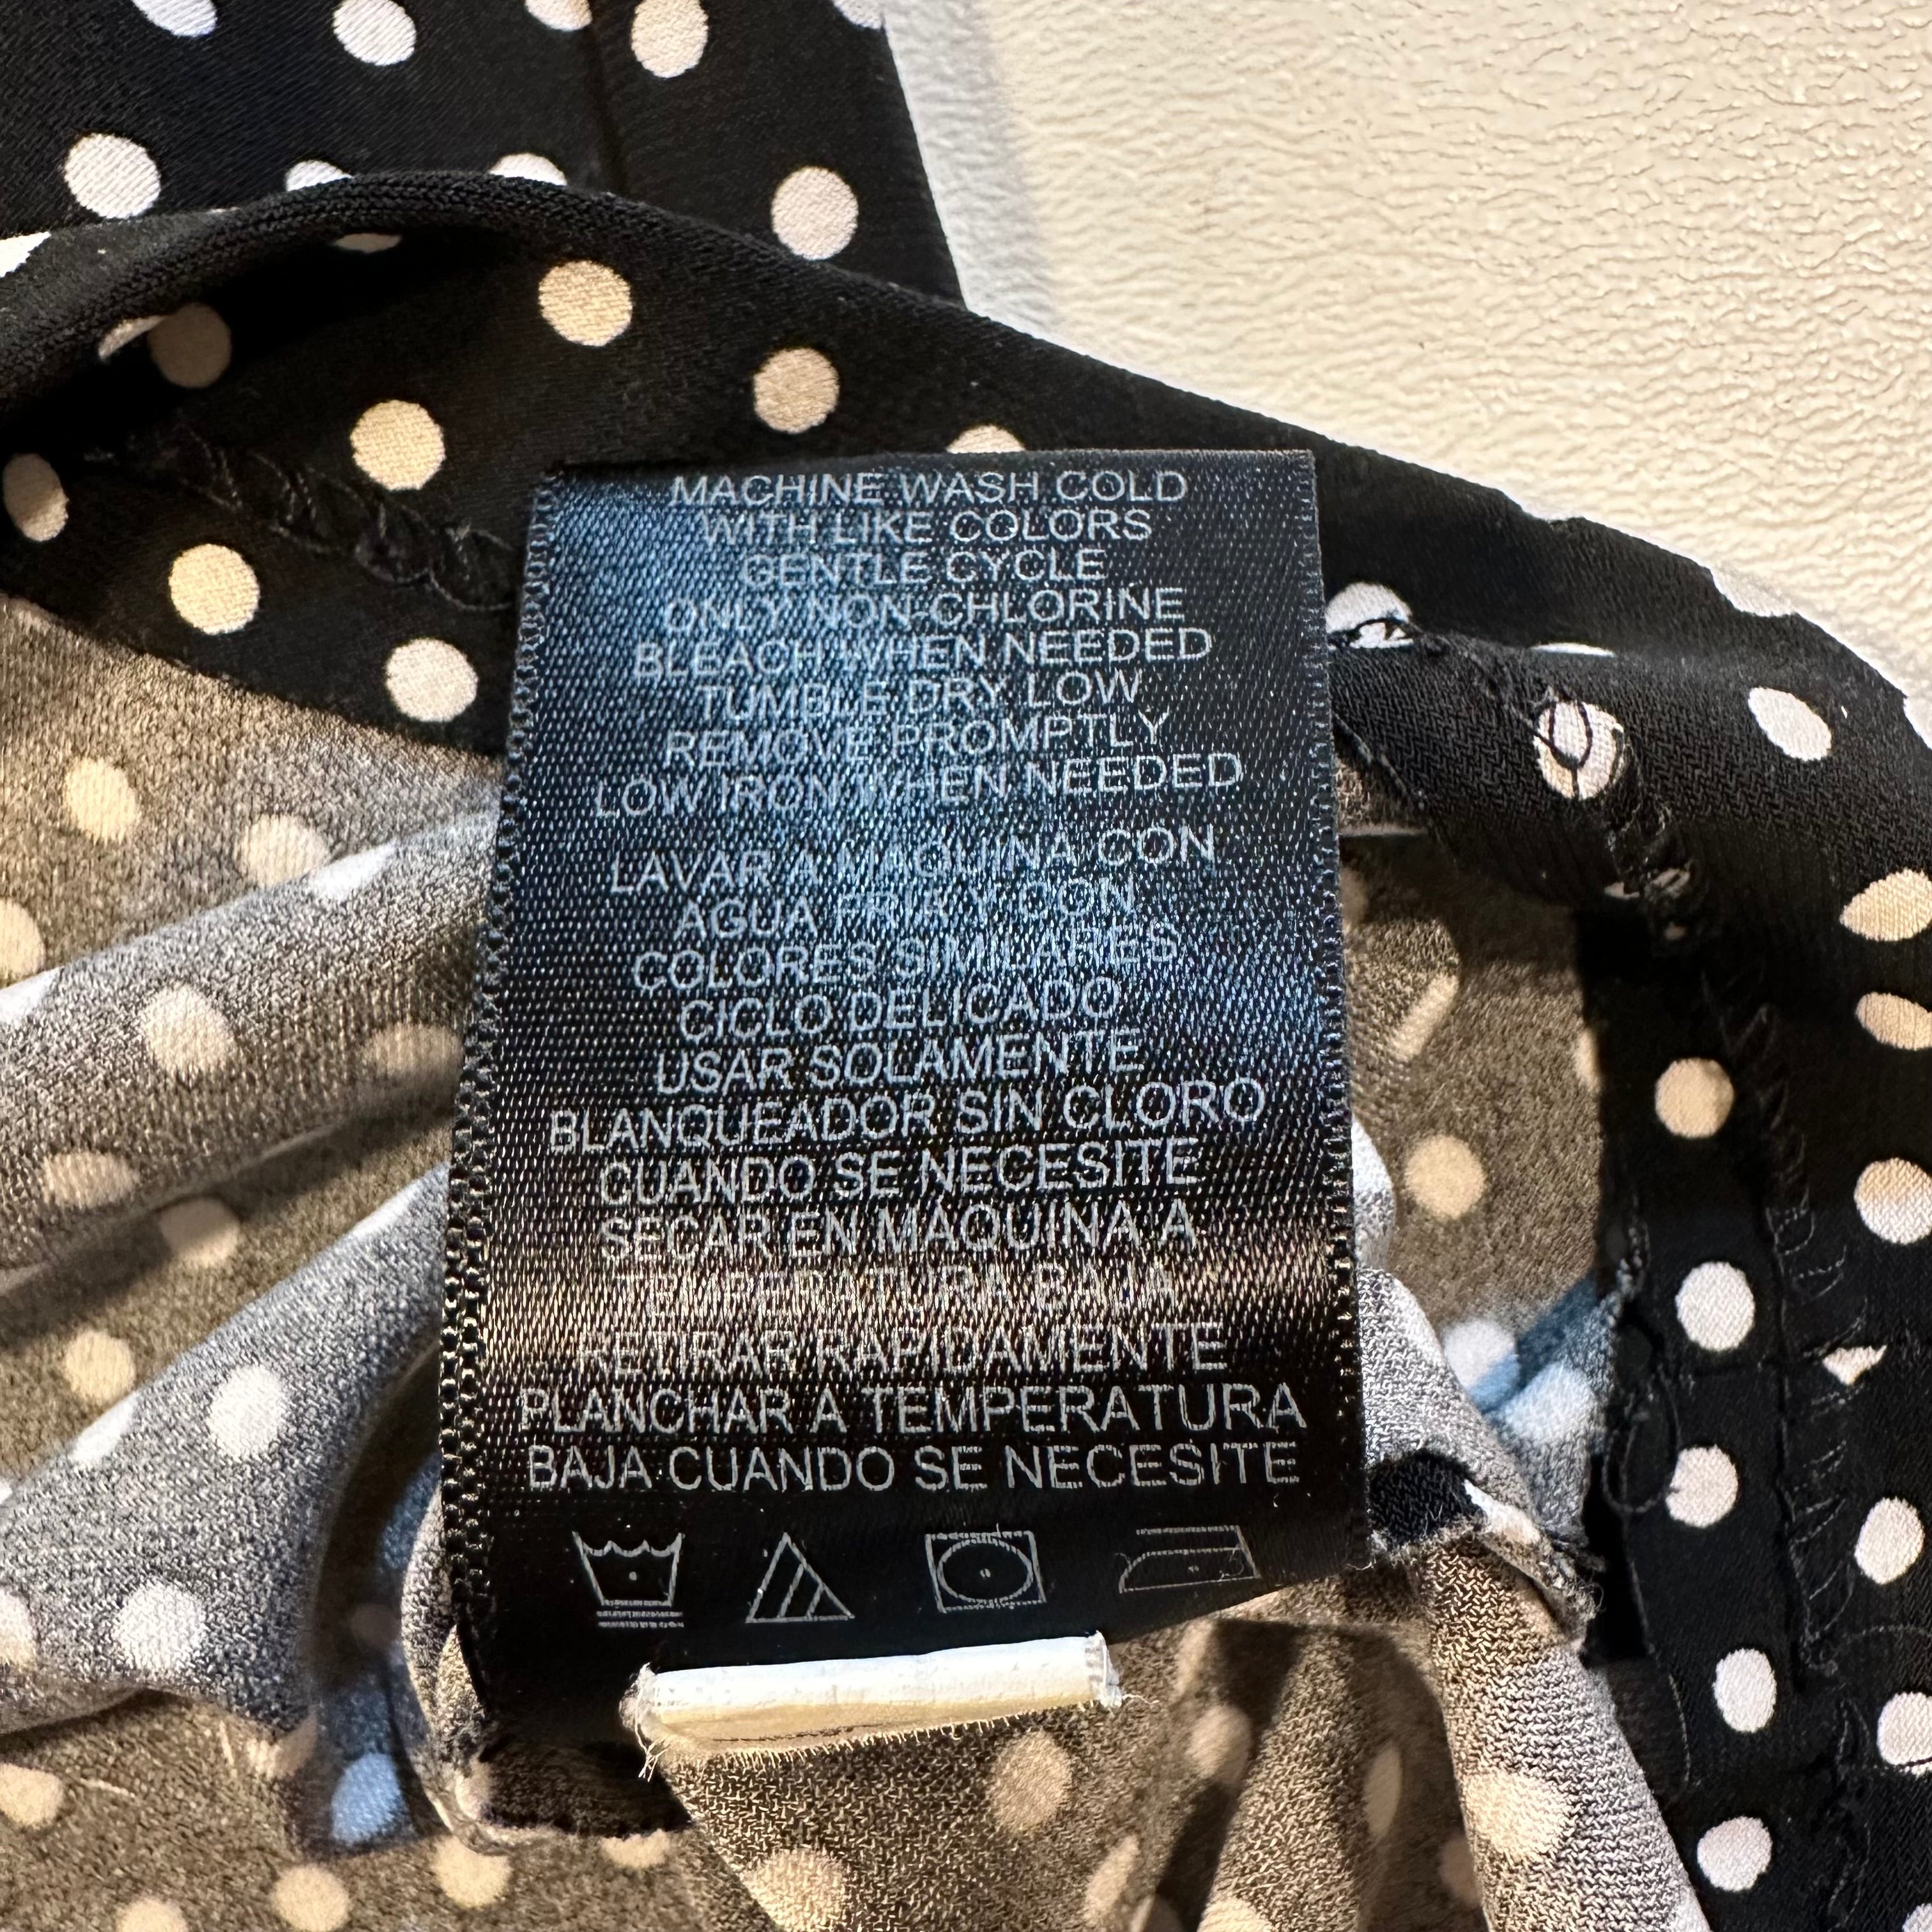 MACHINE WASH COLD
WITH LIKE COLORS
GENTLE CYCLE
ONLY NON-CHLORINE
BLEACH WHEN NEEDED
TUMBLE DRY LOW
REMOVE PROMPTLY
LOW IRON WHEN NEEDED
LAVAR A MAQUINA CON
AGUA FRIA Y CON
COLORES SIMILARES
CICLO DELICADO
USAR SOLAMENTE
BLANQUEADOR SIN CLORO
CUANDO SE NECESITE
SECAR EN MAQUINA A
TEMPERATURA BAJA
RETIRAR RAPIDAMENTE
PLANCHAR A TEMPERATURA
BAJA CUANDO SE NECESITE